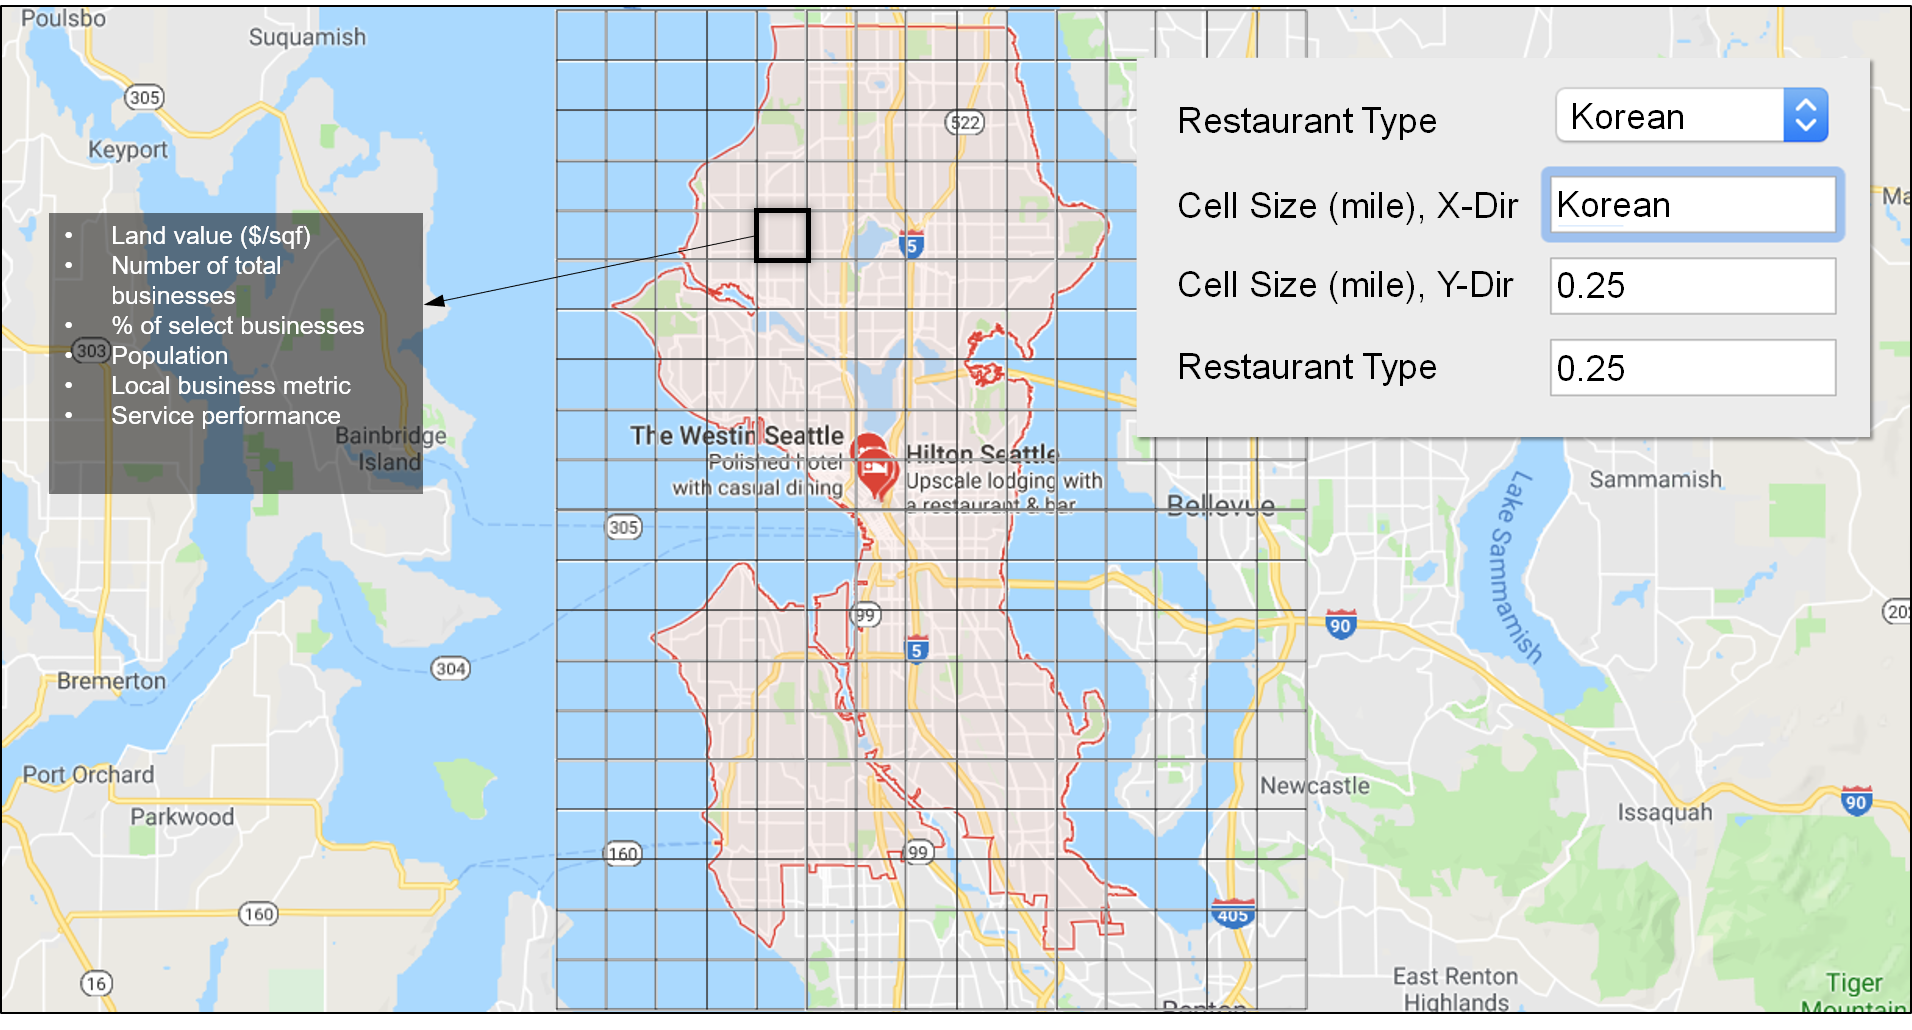 Poulsbo
Suquamish
305
Keyport
522
Restaurant Type
Korean
Cell Size (mile), X-Dir
Korean
Cell Size (mile), Y-Dir
0.25
Restaurant Type
0.25
Ma
5
• Land value ($/sqf)
• Number of total
businesses
• % of select businesses
• Population
• Local business metric
• Service performance
303
Bainbridge
Island
The Westin Seattle
Polished hotel
with casual dining
Hilton Seattle
Upscale lodging with
a restaurant & bar
Bellevue
Sammamish
Lake Sammamish
305
99
5
90
20
304
Bremerton
Port Orchard
Parkwood
Newcastle
Issaquah
90
160
99
160
405
16
East Renton
Highlands
Tiger
Mountain
Renton